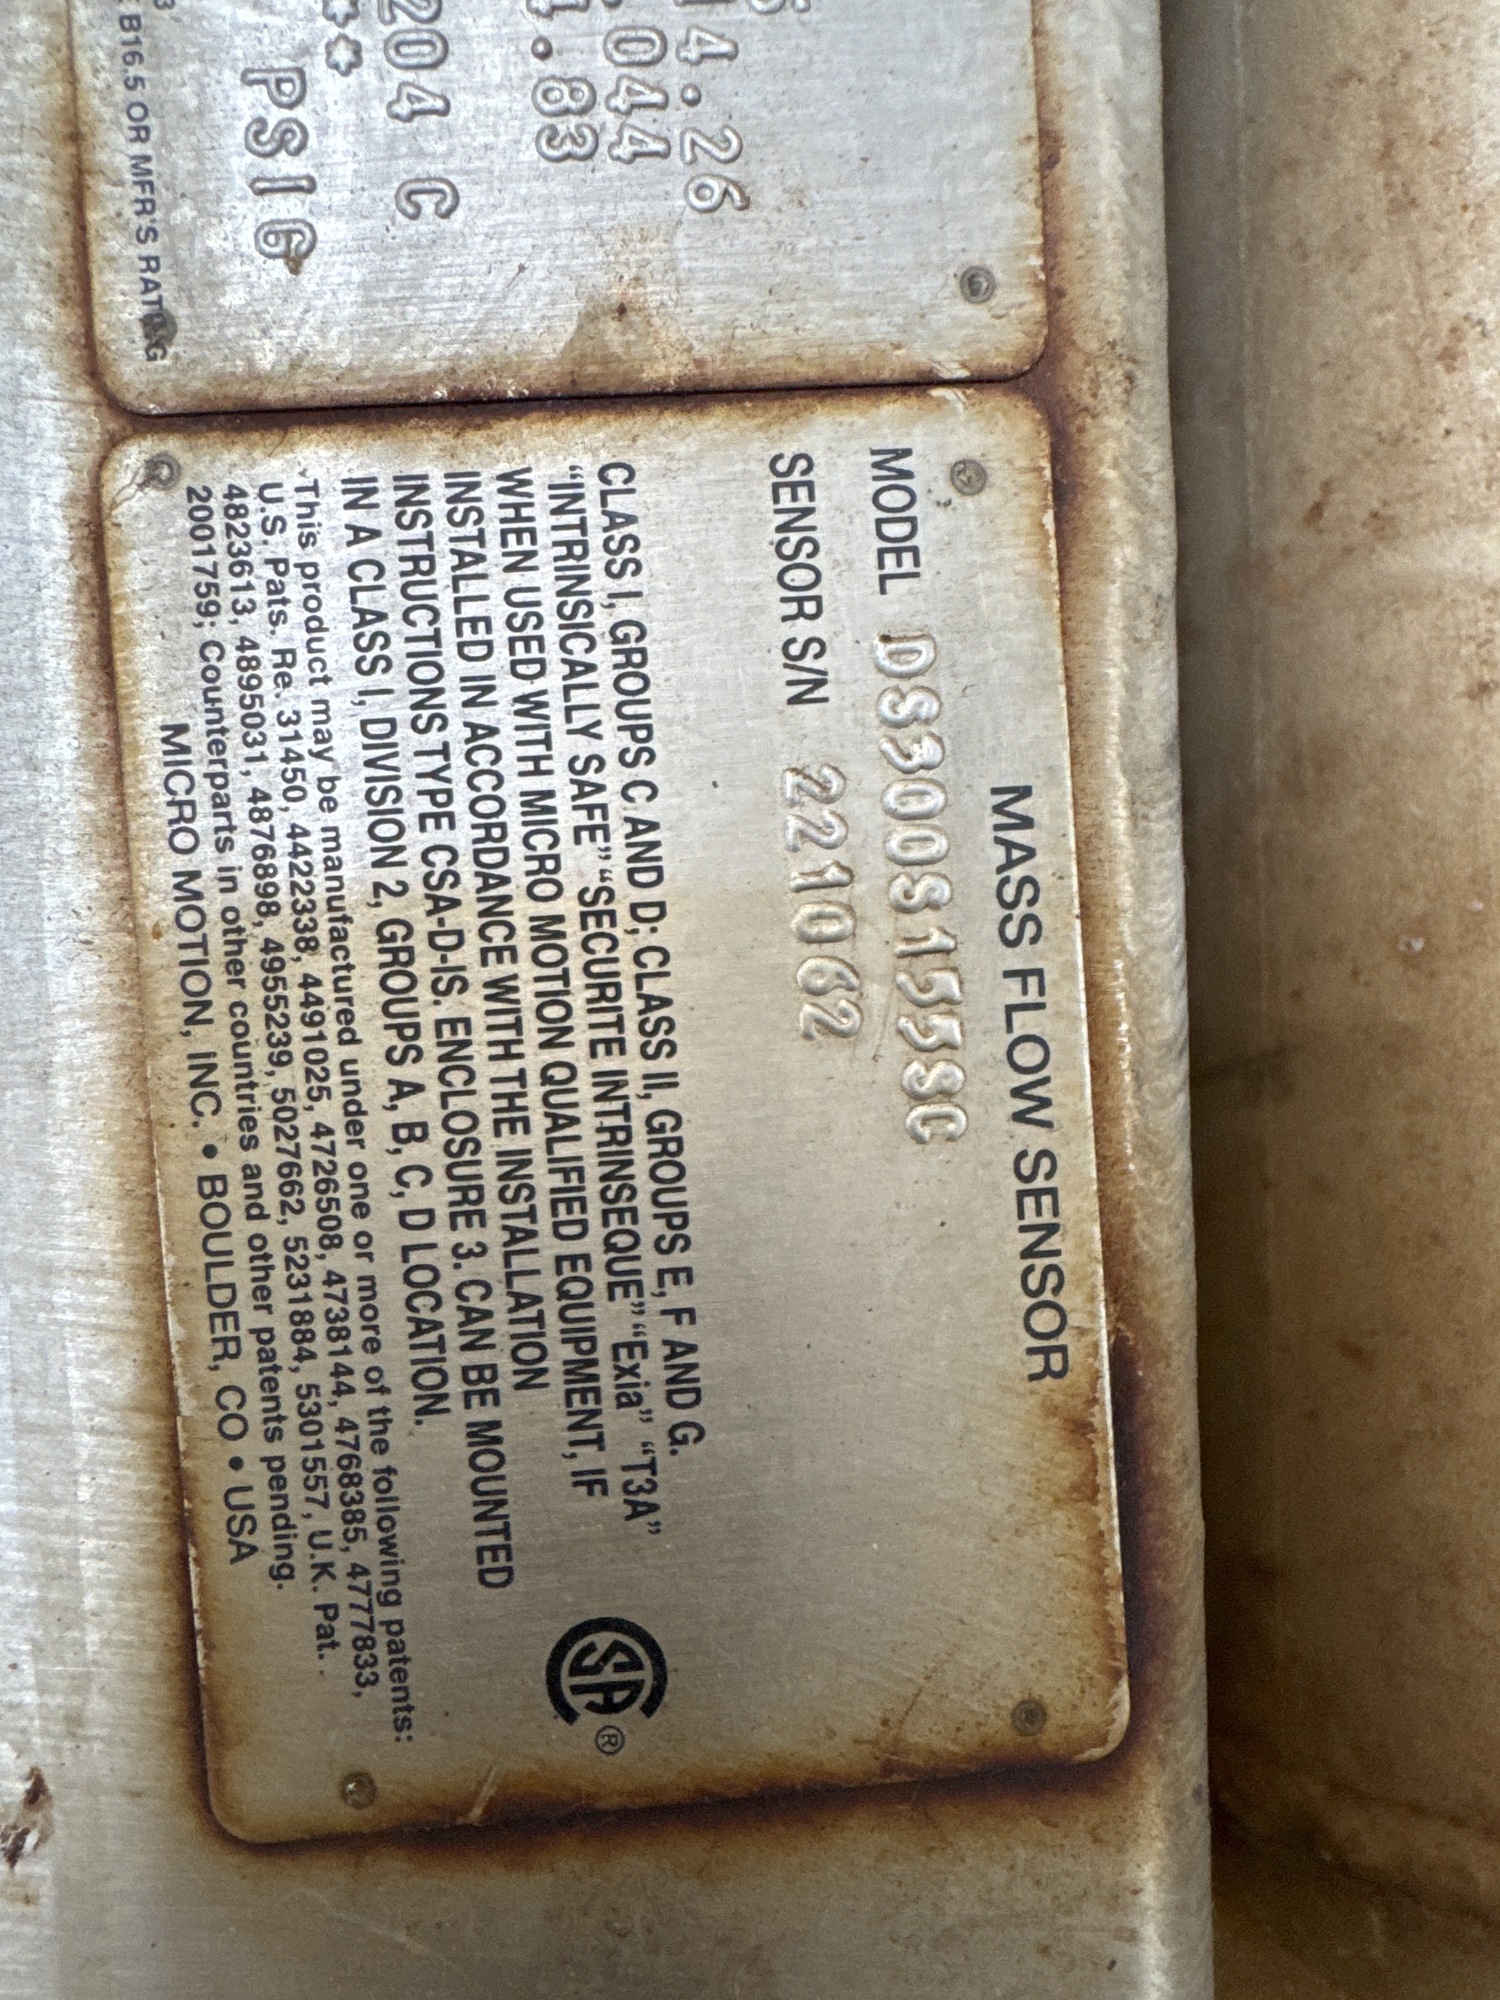 14.26
.044
.83
204 C
**
PSIG
B16.5 OR MFR'S RATING
MASS FLOW SENSOR
MODEL DS300S155SC
SENSOR S/N 221062
CLASS I, GROUPS C AND D; CLASS II, GROUPS E, F AND G.
“INTRINSICALLY SAFE” “SECURITE INTRINSEQUE” “Exia” “T3A”
WHEN USED WITH MICRO MOTION QUALIFIED EQUIPMENT, IF
INSTALLED IN ACCORDANCE WITH THE INSTALLATION
INSTRUCTIONS TYPE CSA-D-IS. ENCLOSURE 3. CAN BE MOUNTED
IN A CLASS I, DIVISION 2, GROUPS A, B, C, D LOCATION.
SA ®
This product may be manufactured under one or more of the following patents:
U.S. Pats. Re. 31450, 4422338, 4491025, 4726508, 4738144, 4768385, 4777833,
4823613, 4895031, 4876898, 4955239, 5027662, 5231884, 5301557, U.K. Pat.
2001759; Counterparts in other countries and other patents pending.
MICRO MOTION, INC. • BOULDER, CO • USA